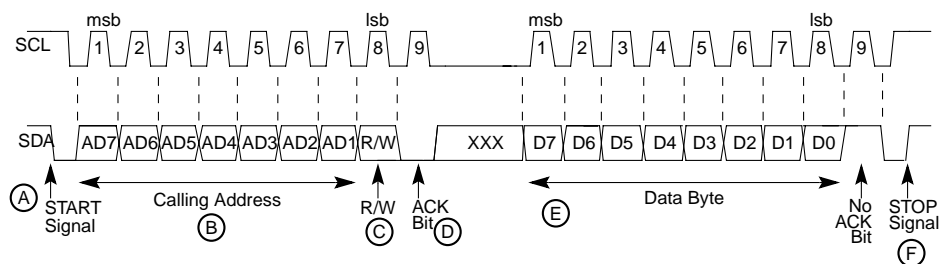 msb lsb msb lsb
SCL 1 2 3 4 5 6 7 8 9 1 2 3 4 5 6 7 8 9
SDA AD7 AD6 AD5 AD4 AD3 AD2 AD1 R/W XXX D7 D6 D5 D4 D3 D2 D1 D0
A START Signal
Calling Address
B
R/W
C
ACK
Bit D
E
Data Byte
No
ACK
Bit
STOP
Signal
F